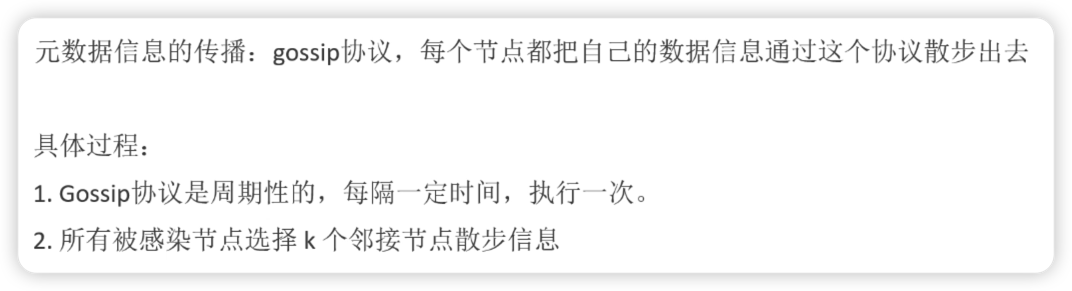 元数据信息的传播：gossip协议，每个节点都把自己的数据信息通过这个协议散步出去
具体过程：
1. Gossip协议是周期性的，每隔一定时间，执行一次。
2. 所有被感染节点选择 k 个邻接节点散步信息